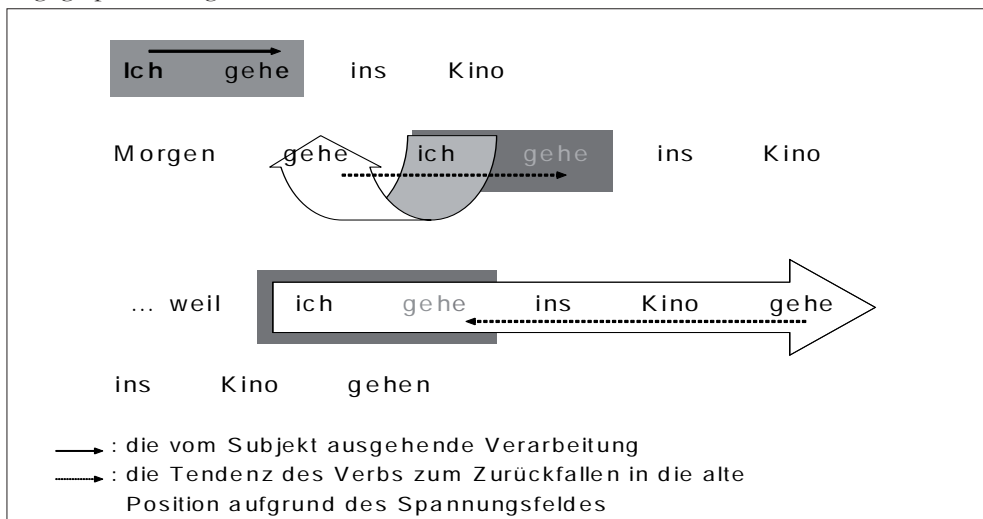 Ich gehe ins Kino
Morgen gehe ich gehe ins Kino
... weil ich gehe ins Kino gehe
ins Kino gehen
: die vom Subjekt ausgehende Verarbeitung
: die Tendenz des Verbs zum Zurückfallen in die alte
Position aufgrund des Spannungsfeldes